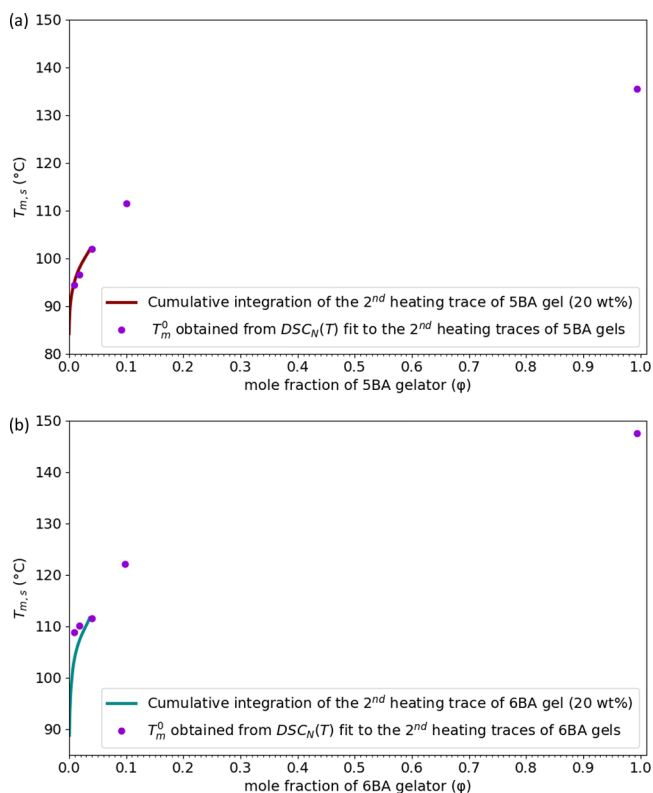 (a)
150
140
130
120
110
100
90
80
T_{m,s} (°C)
Cumulative integration of the 2^{nd} heating trace of 5BA gel (20 wt%)
T_m^0 obtained from DSC_N(T) fit to the 2^{nd} heating traces of 5BA gels
0.0 0.1 0.2 0.3 0.4 0.5 0.6 0.7 0.8 0.9 1.0
mole fraction of 5BA gelator (φ)
(b)
150
140
130
120
110
100
90
T_{m,s} (°C)
Cumulative integration of the 2^{nd} heating trace of 6BA gel (20 wt%)
T_m^0 obtained from DSC_N(T) fit to the 2^{nd} heating traces of 6BA gels
0.0 0.1 0.2 0.3 0.4 0.5 0.6 0.7 0.8 0.9 1.0
mole fraction of 6BA gelator (φ)